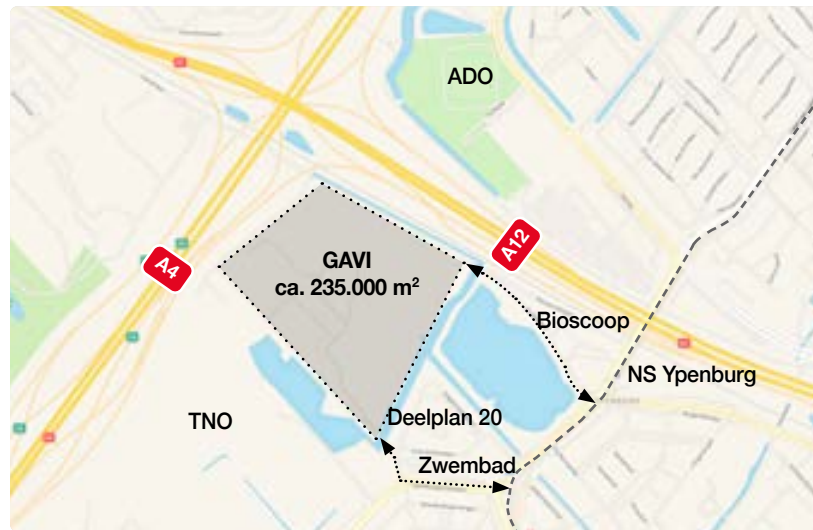 ADO
A4
GAVI
ca. 235.000 m²
A12
Bioscoop
NS Ypenburg
TNO
Deelplan 20
Zwembad